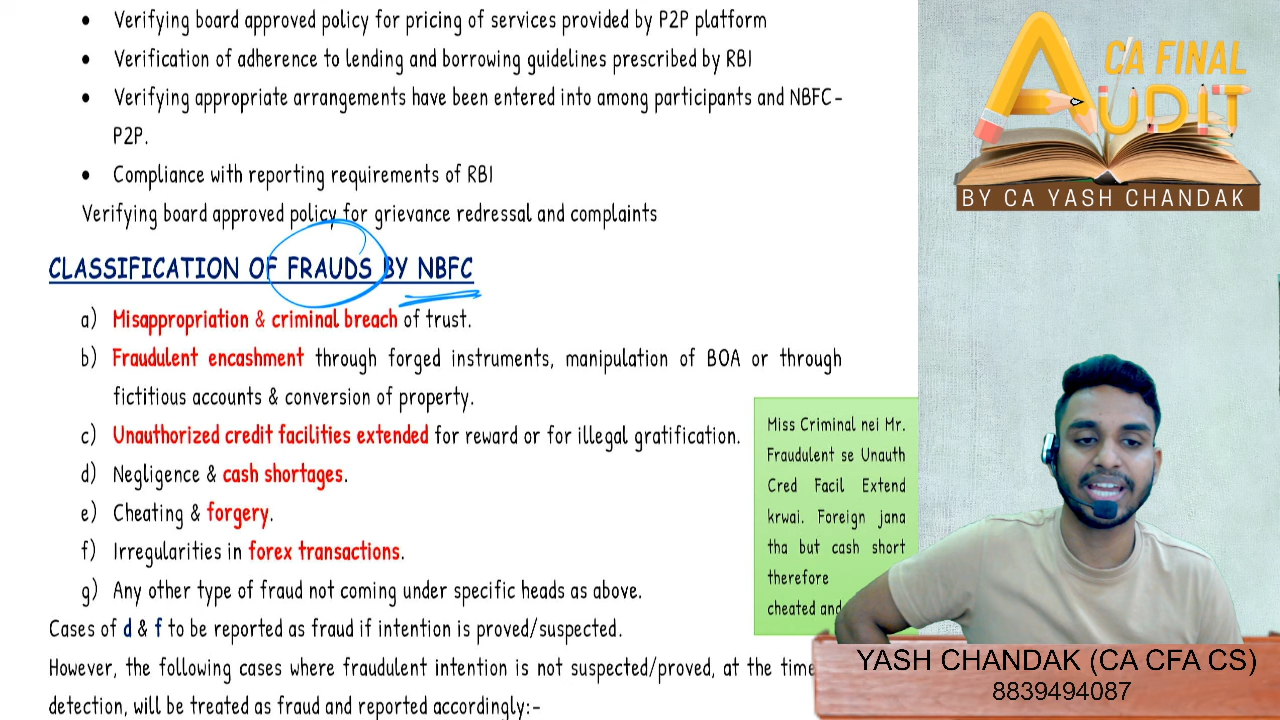 • Verifying board approved policy for pricing of services provided by P2P platform
• Verification of adherence to lending and borrowing guidelines prescribed by RBI
• Verifying appropriate arrangements have been entered into among participants and NBFC-
P2P.
• Compliance with reporting requirements of RBI
Verifying board approved policy for grievance redressal and complaints
CLASSIFICATION OF FRAUDS BY NBFC
a) Misappropriation & criminal breach of trust.
b) Fraudulent encashment through forged instruments, manipulation of BOA or through
fictitious accounts & conversion of property.
c) Unauthorized credit facilities extended for reward or for illegal gratification.
d) Negligence & cash shortages.
e) Cheating & forgery.
f) Irregularities in forex transactions.
g) Any other type of fraud not coming under specific heads as above.
Cases of d & f to be reported as fraud if intention is proved/suspected.
However, the following cases where fraudulent intention is not suspected/proved, at the time
detection, will be treated as fraud and reported accordingly:-
Miss Criminal nei Mr.
Fraudulent se Unauth
Cred Facil Extend
krwai. Foreign jana
tha but cash short
therefore
cheated and
CA FINAL
AUDIT
BY CA YASH CHANDAK
YASH CHANDAK (CA CFA CS)
8839494087